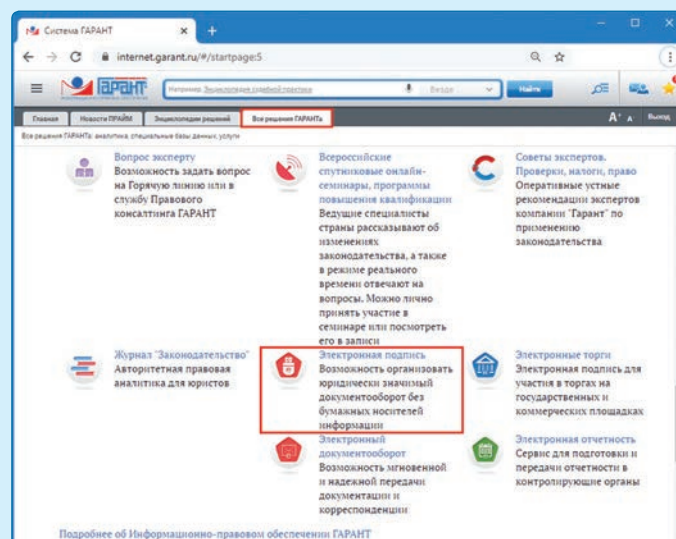 Система ГАРАНТ
internet.garant.ru/#/startpage:5
ГАРАНТ
Например, Энциклопедия судебной практики
Везде
Найти
Главная
Новости ПРАЙМ
Энциклопедия решений
Все решения ГАРАНТа
А+ А
Выход
Все решения ГАРАНТа: аналитика, специальные базы данных, услуги
Вопрос эксперту
Возможность задать вопрос
на Горячую линию или в
службу Правового
консалтинга ГАРАНТ
Всероссийские
спутниковые онлайн-
семинары, программы
повышения квалификации
Ведущие специалисты
страны рассказывают об
изменениях
законодательства, а также
в режиме реального
времени отвечают на
вопросы. Можно лично
принять участие в
семинаре или посмотреть
его в записи
Советы экспертов.
Проверки, налоги, право
Оперативные устные
рекомендации экспертов
компании "Гарант" по
применению
законодательства
Журнал "Законодательство"
Авторитетная правовая
аналитика для юристов
Электронная подпись
Возможность организовать
юридически значимый
документооборот без
бумажных носителей
информации
Электронные торги
Электронная подпись для
участия в торгах на
государственных и
коммерческих площадках
Электронный
документооборот
Возможность мгновенной
и надежной передачи
документации и
корреспонденции
Электронная отчетность
Сервис для подготовки и
передачи отчетности в
контролирующие органы
Подробнее об Информационно-правовом обеспечении ГАРАНТ